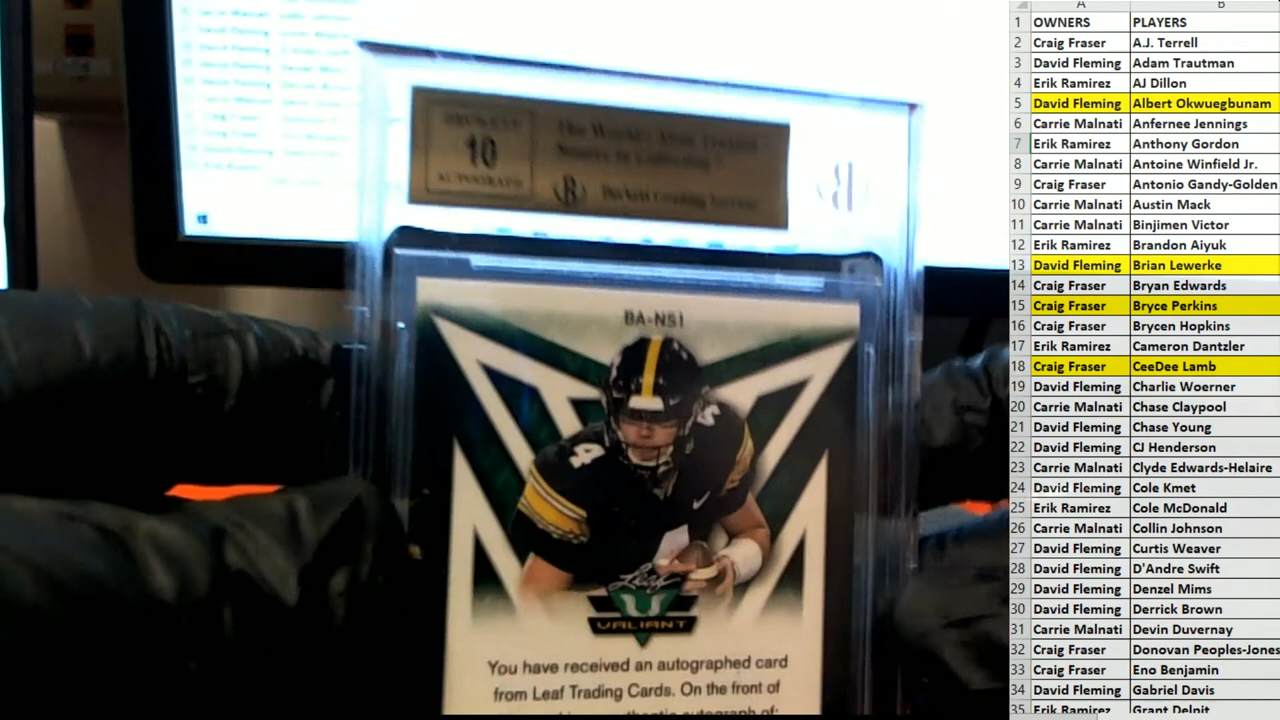 A B
1 OWNERS PLAYERS
2 Craig Fraser A.J. Terrell
3 David Fleming Adam Trautman
4 Erik Ramirez AJ Dillon
5 David Fleming Albert Okwuegbunam
6 Carrie Malnati Anfernee Jennings
7 Erik Ramirez Anthony Gordon
8 Carrie Malnati Antoine Winfield Jr.
9 Craig Fraser Antonio Gandy-Golden
10 Carrie Malnati Austin Mack
11 Carrie Malnati Binjimen Victor
12 Erik Ramirez Brandon Aiyuk
13 David Fleming Brian Lewerke
14 Craig Fraser Bryan Edwards
15 Craig Fraser Bryce Perkins
16 Craig Fraser Brycen Hopkins
17 Erik Ramirez Cameron Dantzler
18 Craig Fraser CeeDee Lamb
19 David Fleming Charlie Woerner
20 Carrie Malnati Chase Claypool
21 David Fleming Chase Young
22 David Fleming CJ Henderson
23 Carrie Malnati Clyde Edwards-Helaire
24 David Fleming Cole Kmet
25 Erik Ramirez Cole McDonald
26 Carrie Malnati Collin Johnson
27 David Fleming Curtis Weaver
28 David Fleming D'Andre Swift
29 David Fleming Denzel Mims
30 David Fleming Derrick Brown
31 Carrie Malnati Devin Duvernay
32 Craig Fraser Donovan Peoples-Jones
33 Craig Fraser Eno Benjamin
34 David Fleming Gabriel Davis
35 Erik Ramirez Grant Delpit
BECKETT
10
AUTOGRAPH
Beckett Grading Services
BA-NS1
4
Leaf
VALIANT
You have received an autographed card
from Leaf Trading Cards. On the front of
authentic autograph of: